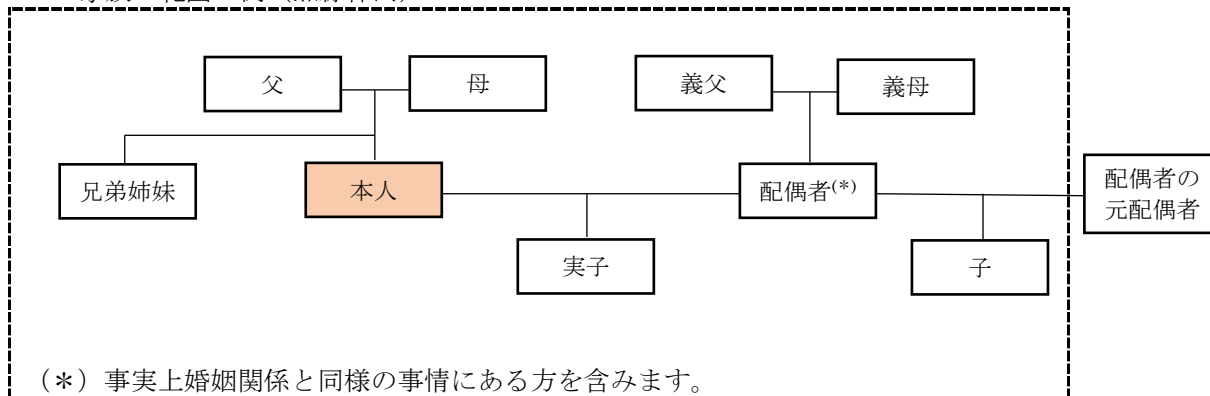 父
母
義父
義母
兄弟姉妹
本人
配偶者(*)
配偶者の
元配偶者
実子
子
（＊）事実上婚姻関係と同様の事情にある方を含みます。